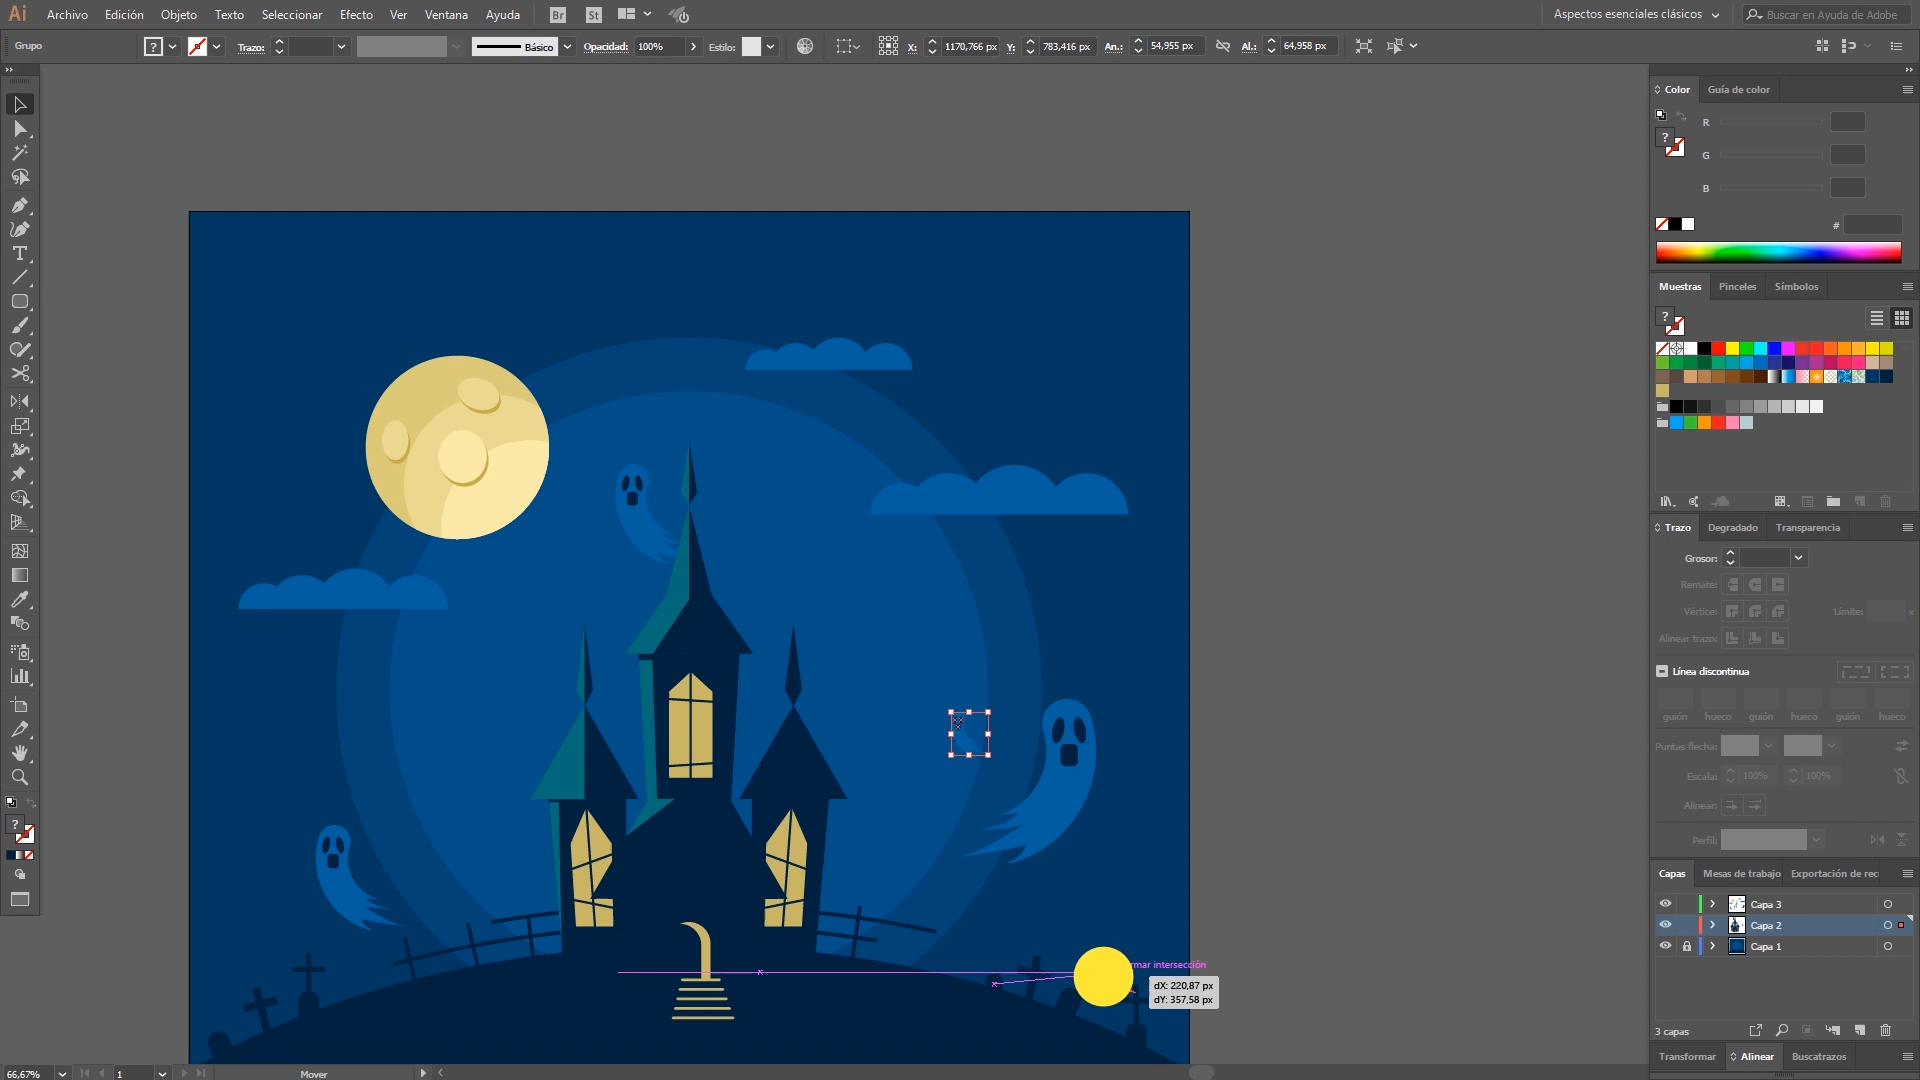 Ai Archivo Edición Objeto Texto Seleccionar Efecto Ver Ventana Ayuda Br St Aspectos esenciales clásicos Buscar en Ayuda de Adobe
Grupo ? Trazo: Básico Opacidad: 100% Estilo: X: 1170,766 px Y: 783,416 px An.: 54,955 px Al.: 64,958 px
Color Guía de color
R
?
G
B
#
Muestras Pinceles Símbolos
?
Trazo Degradado Transparencia
Grosor:
Remate:
Vértice: Límite: x
Alinear trazo:
Línea discontinua
guión hueco guión hueco guión hueco
Puntas flecha:
Escala: 100% 100%
Alinear:
Perfil:
?
Capas Mesas de trabajo Exportación de rec
Capa 3
Capa 2
Capa 1
rmar intersección
dX: 220,87 px
dY: 357,58 px
3 capas
Transformar Alinear Buscatrazos
66,67% 1 Mover